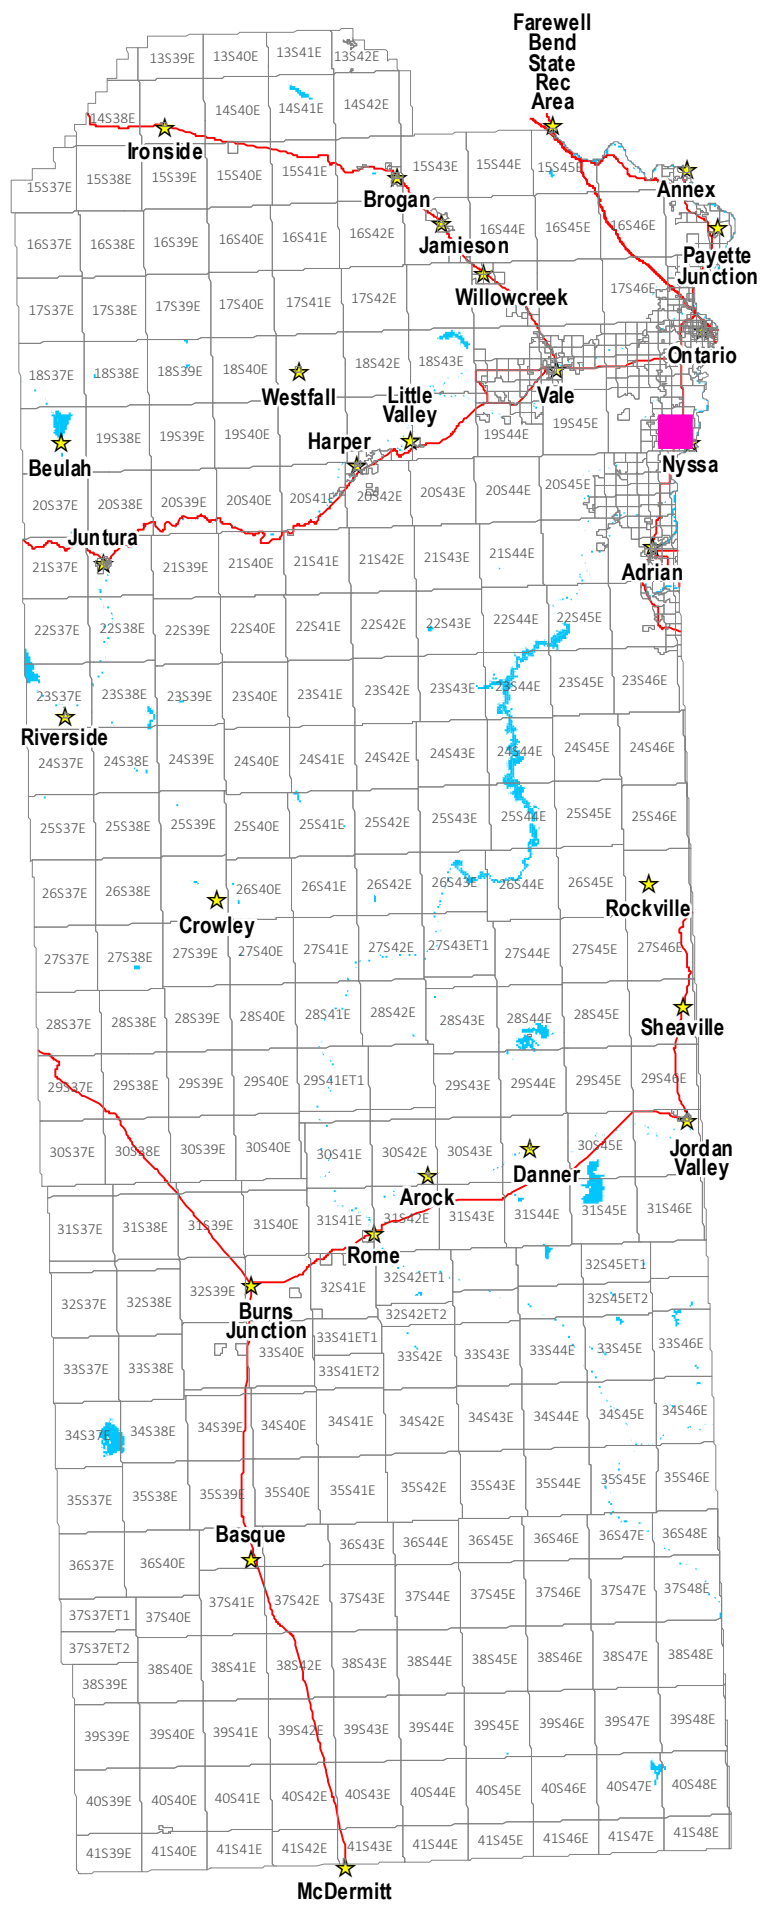 Farewell
Bend
State
Rec
Area
13S39E 13S40E 13S41E 13S42E
14S38E 14S40E 14S41E 14S42E
Ironside
15S37E 15S38E 15S39E 15S40E 15S41E 15S43E 15S44E 15S45E
Brogan
Annex
16S37E 16S38E 16S39E 16S40E 16S41E 16S42E 16S44E 16S45E 16S46E
Jamieson
Payette
Junction
17S37E 17S38E 17S39E 17S40E 17S41E 17S42E 17S46E
Willowcreek
Ontario
18S37E 18S38E 18S39E 18S40E 18S42E 18S43E
Westfall
Little
Valley
Vale
19S38E 19S39E 19S40E 19S44E 19S45E
Beulah
Harper
Nyssa
20S37E 20S38E 20S39E 20S40E 20S41E 20S42E 20S43E 20S44E 20S45E
Juntura
21S37E 21S39E 21S40E 21S41E 21S42E 21S43E 21S44E
Adrian
22S37E 22S38E 22S39E 22S40E 22S41E 22S42E 22S43E 22S44E 22S45E
23S37E 23S38E 23S39E 23S40E 23S41E 23S42E 23S43E 23S44E 23S45E 23S46E
Riverside
24S37E 24S38E 24S39E 24S40E 24S41E 24S42E 24S43E 24S44E 24S45E 24S46E
25S37E 25S38E 25S39E 25S40E 25S41E 25S42E 25S43E 25S44E 25S45E 25S46E
26S37E 26S38E 26S40E 26S41E 26S42E 26S43E 26S44E 26S45E
Crowley
Rockville
27S37E 27S38E 27S39E 27S40E 27S41E 27S42E 27S43ET1 27S44E 27S45E 27S46E
28S37E 28S38E 28S39E 28S40E 28S41E 28S42E 28S43E 28S44E 28S45E
Sheaville
29S37E 29S38E 29S39E 29S40E 29S41ET1 29S43E 29S44E 29S45E 29S46E
30S37E 30S38E 30S39E 30S40E 30S41E 30S42E 30S43E 30S45E
Jordan
Valley
Danner
Arock
31S37E 31S38E 31S39E 31S40E 31S41E 31S42E 31S43E 31S44E 31S45E 31S46E
Rome
32S37E 32S38E 32S39E 32S41E 32S42ET1 32S45ET1
32S42ET2 32S45ET2
Burns
Junction
33S37E 33S38E 33S40E 33S41ET1 33S42E 33S43E 33S44E 33S45E 33S46E
33S41ET2
34S37E 34S38E 34S39E 34S40E 34S41E 34S42E 34S43E 34S44E 34S45E 34S46E
35S37E 35S38E 35S39E 35S40E 35S41E 35S42E 35S43E 35S44E 35S45E 35S46E
Basque
36S37E 36S40E 36S43E 36S44E 36S45E 36S46E 36S47E 36S48E
37S37ET1 37S40E 37S41E 37S42E 37S43E 37S44E 37S45E 37S46E 37S47E 37S48E
37S37ET2
38S39E 38S40E 38S41E 38S42E 38S43E 38S44E 38S45E 38S46E 38S47E 38S48E
39S39E 39S40E 39S41E 39S42E 39S43E 39S44E 39S45E 39S46E 39S47E 39S48E
40S39E 40S40E 40S41E 40S42E 40S43E 40S44E 40S45E 40S46E 40S47E 40S48E
41S39E 41S40E 41S41E 41S42E 41S43E 41S44E 41S45E 41S46E 41S47E 41S48E
McDermitt